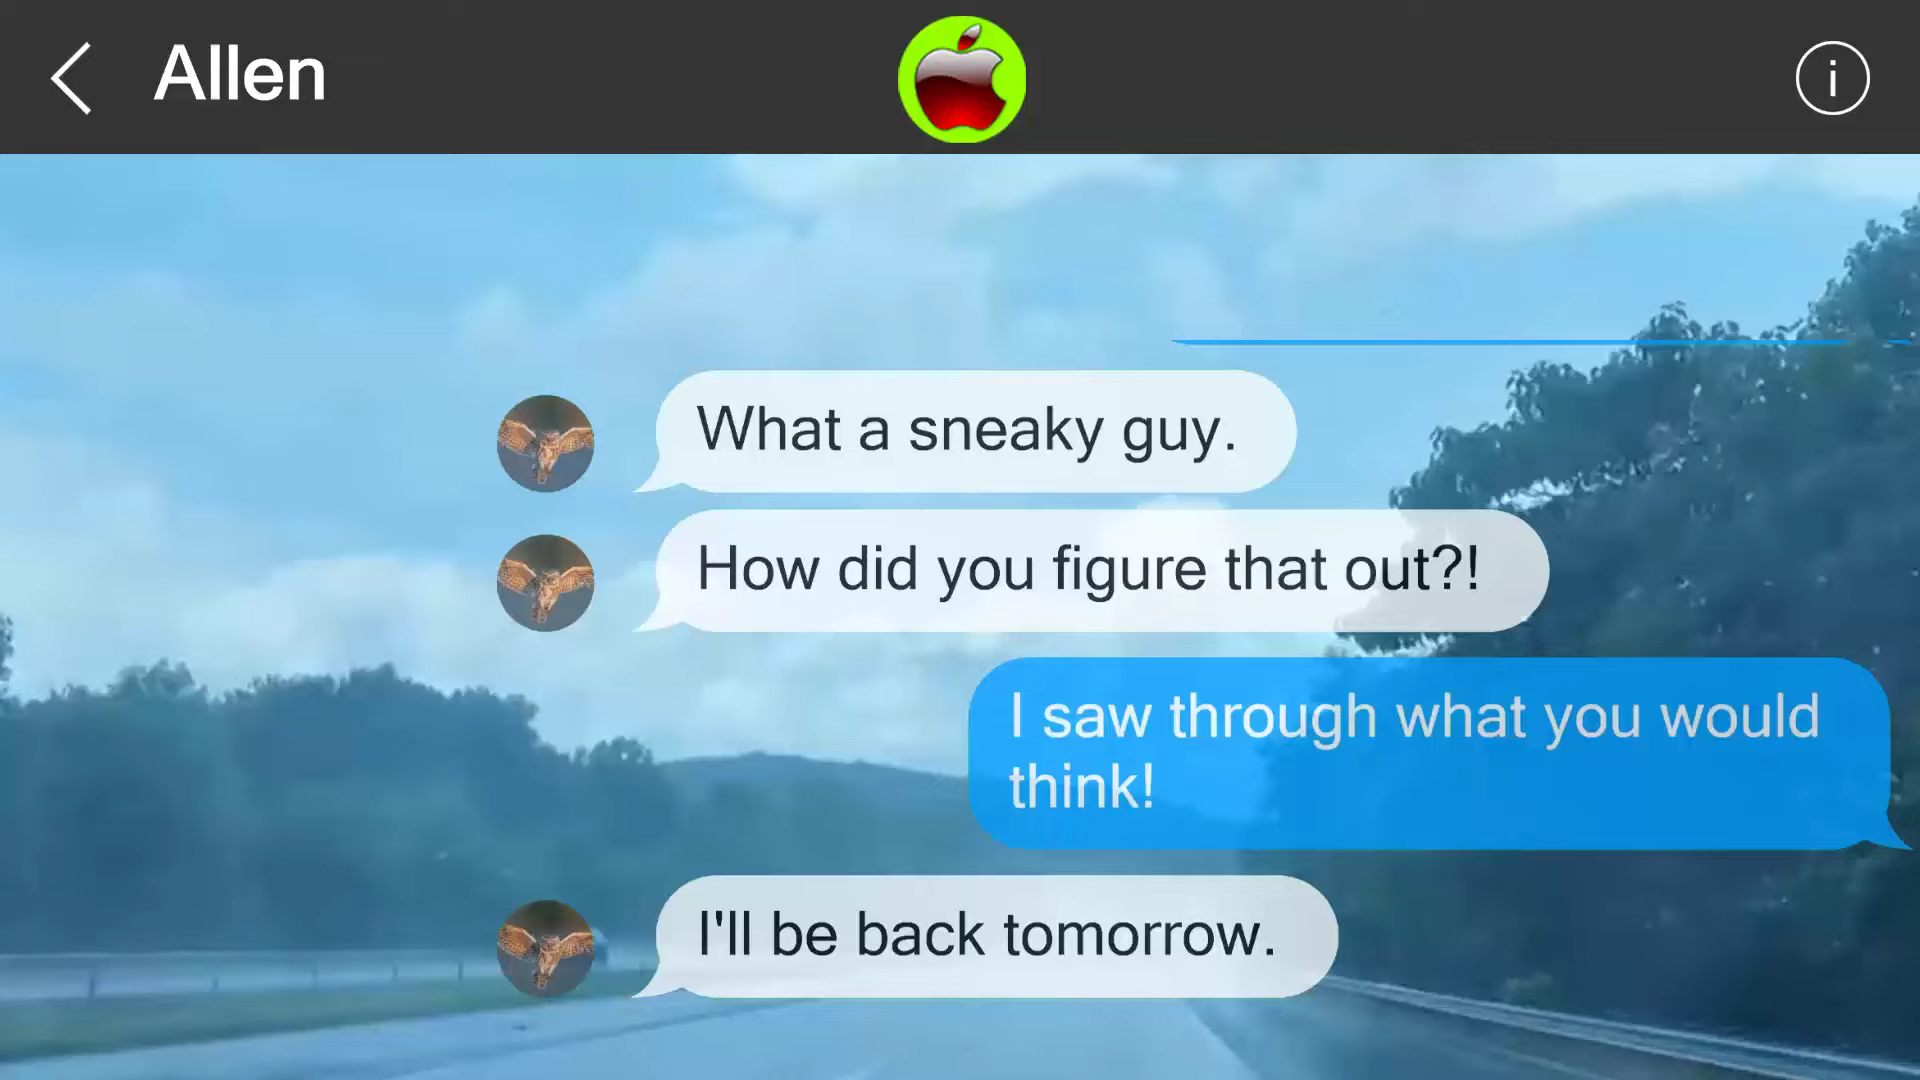 Allen
What a sneaky guy.
How did you figure that out?!
I saw through what you would
think!
I'll be back tomorrow.